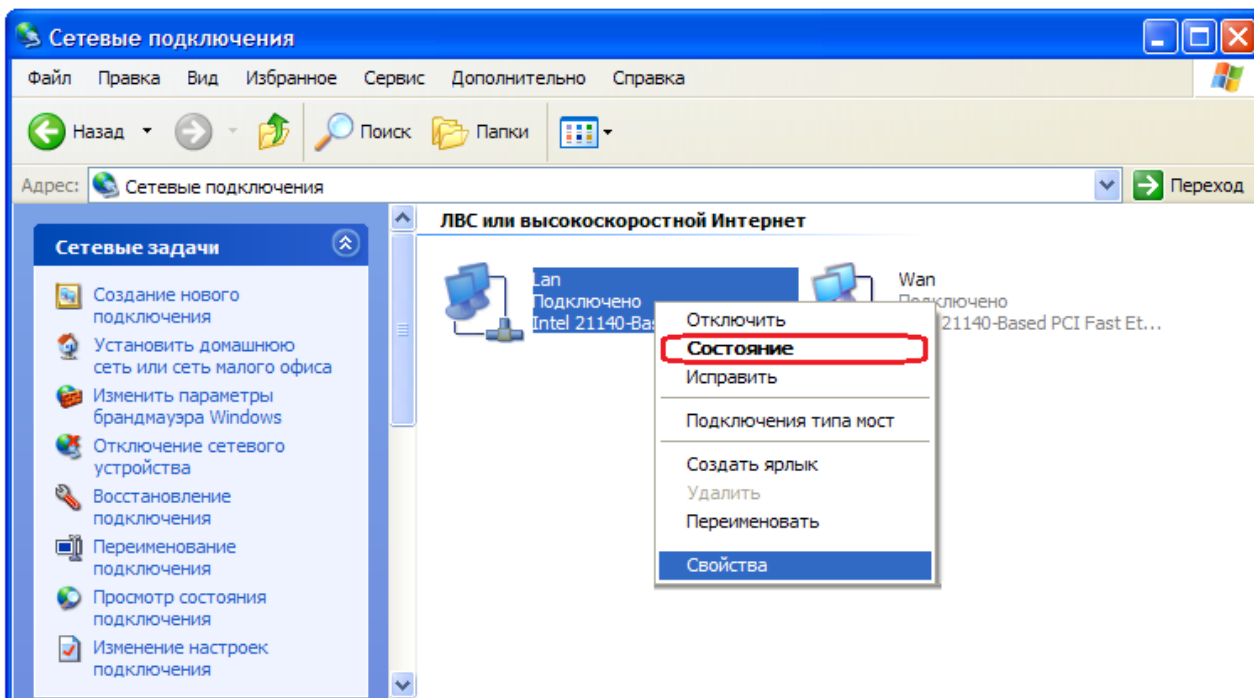 Сетевые подключения
Файл Правка Вид Избранное Сервис Дополнительно Справка
Назад Поиск Папки
Адрес: Сетевые подключения Переход
Сетевые задачи
Создание нового
подключения
Установить домашнюю
сеть или сеть малого офиса
Изменить параметры
брандмауэра Windows
Отключение сетевого
устройства
Восстановление
подключения
Переименование
подключения
Просмотр состояния
подключения
Изменение настроек
подключения
ЛВС или высокоскоростной Интернет
Lan
Подключено
Intel 21140-Bas
Wan
Подключено
21140-Based PCI Fast Et...
Отключить
Состояние
Исправить
Подключения типа мост
Создать ярлык
Удалить
Переименовать
Свойства